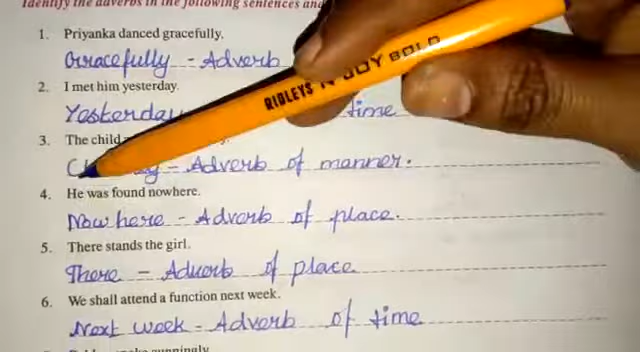 Identify the adverbs in the following sentences and
1. Priyanka danced gracefully.
Gracefully - Adverb
2. I met him yesterday.
Yesterday time
3. The child
- Adverb of manner.
4. He was found nowhere.
Nowhere - Adverb of place.
5. There stands the girl.
There - Adverb of place
6. We shall attend a function next week.
Next week - Adverb of time
RIBLEYS N-JOY BOLD